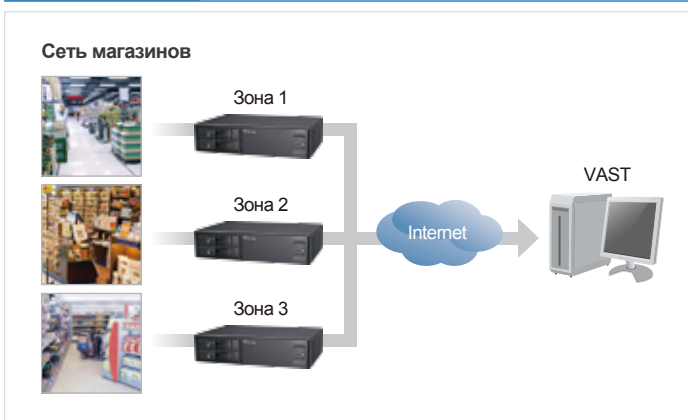 Сеть магазинов
Зона 1
VAST
Зона 2
Internet
Зона 3